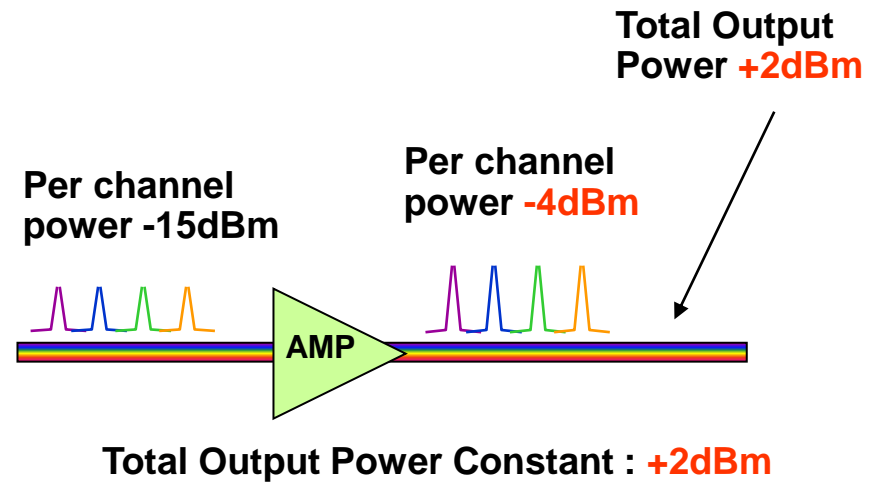 Total Output
Power +2dBm
Per channel
power -15dBm
Per channel
power -4dBm
AMP
Total Output Power Constant : +2dBm